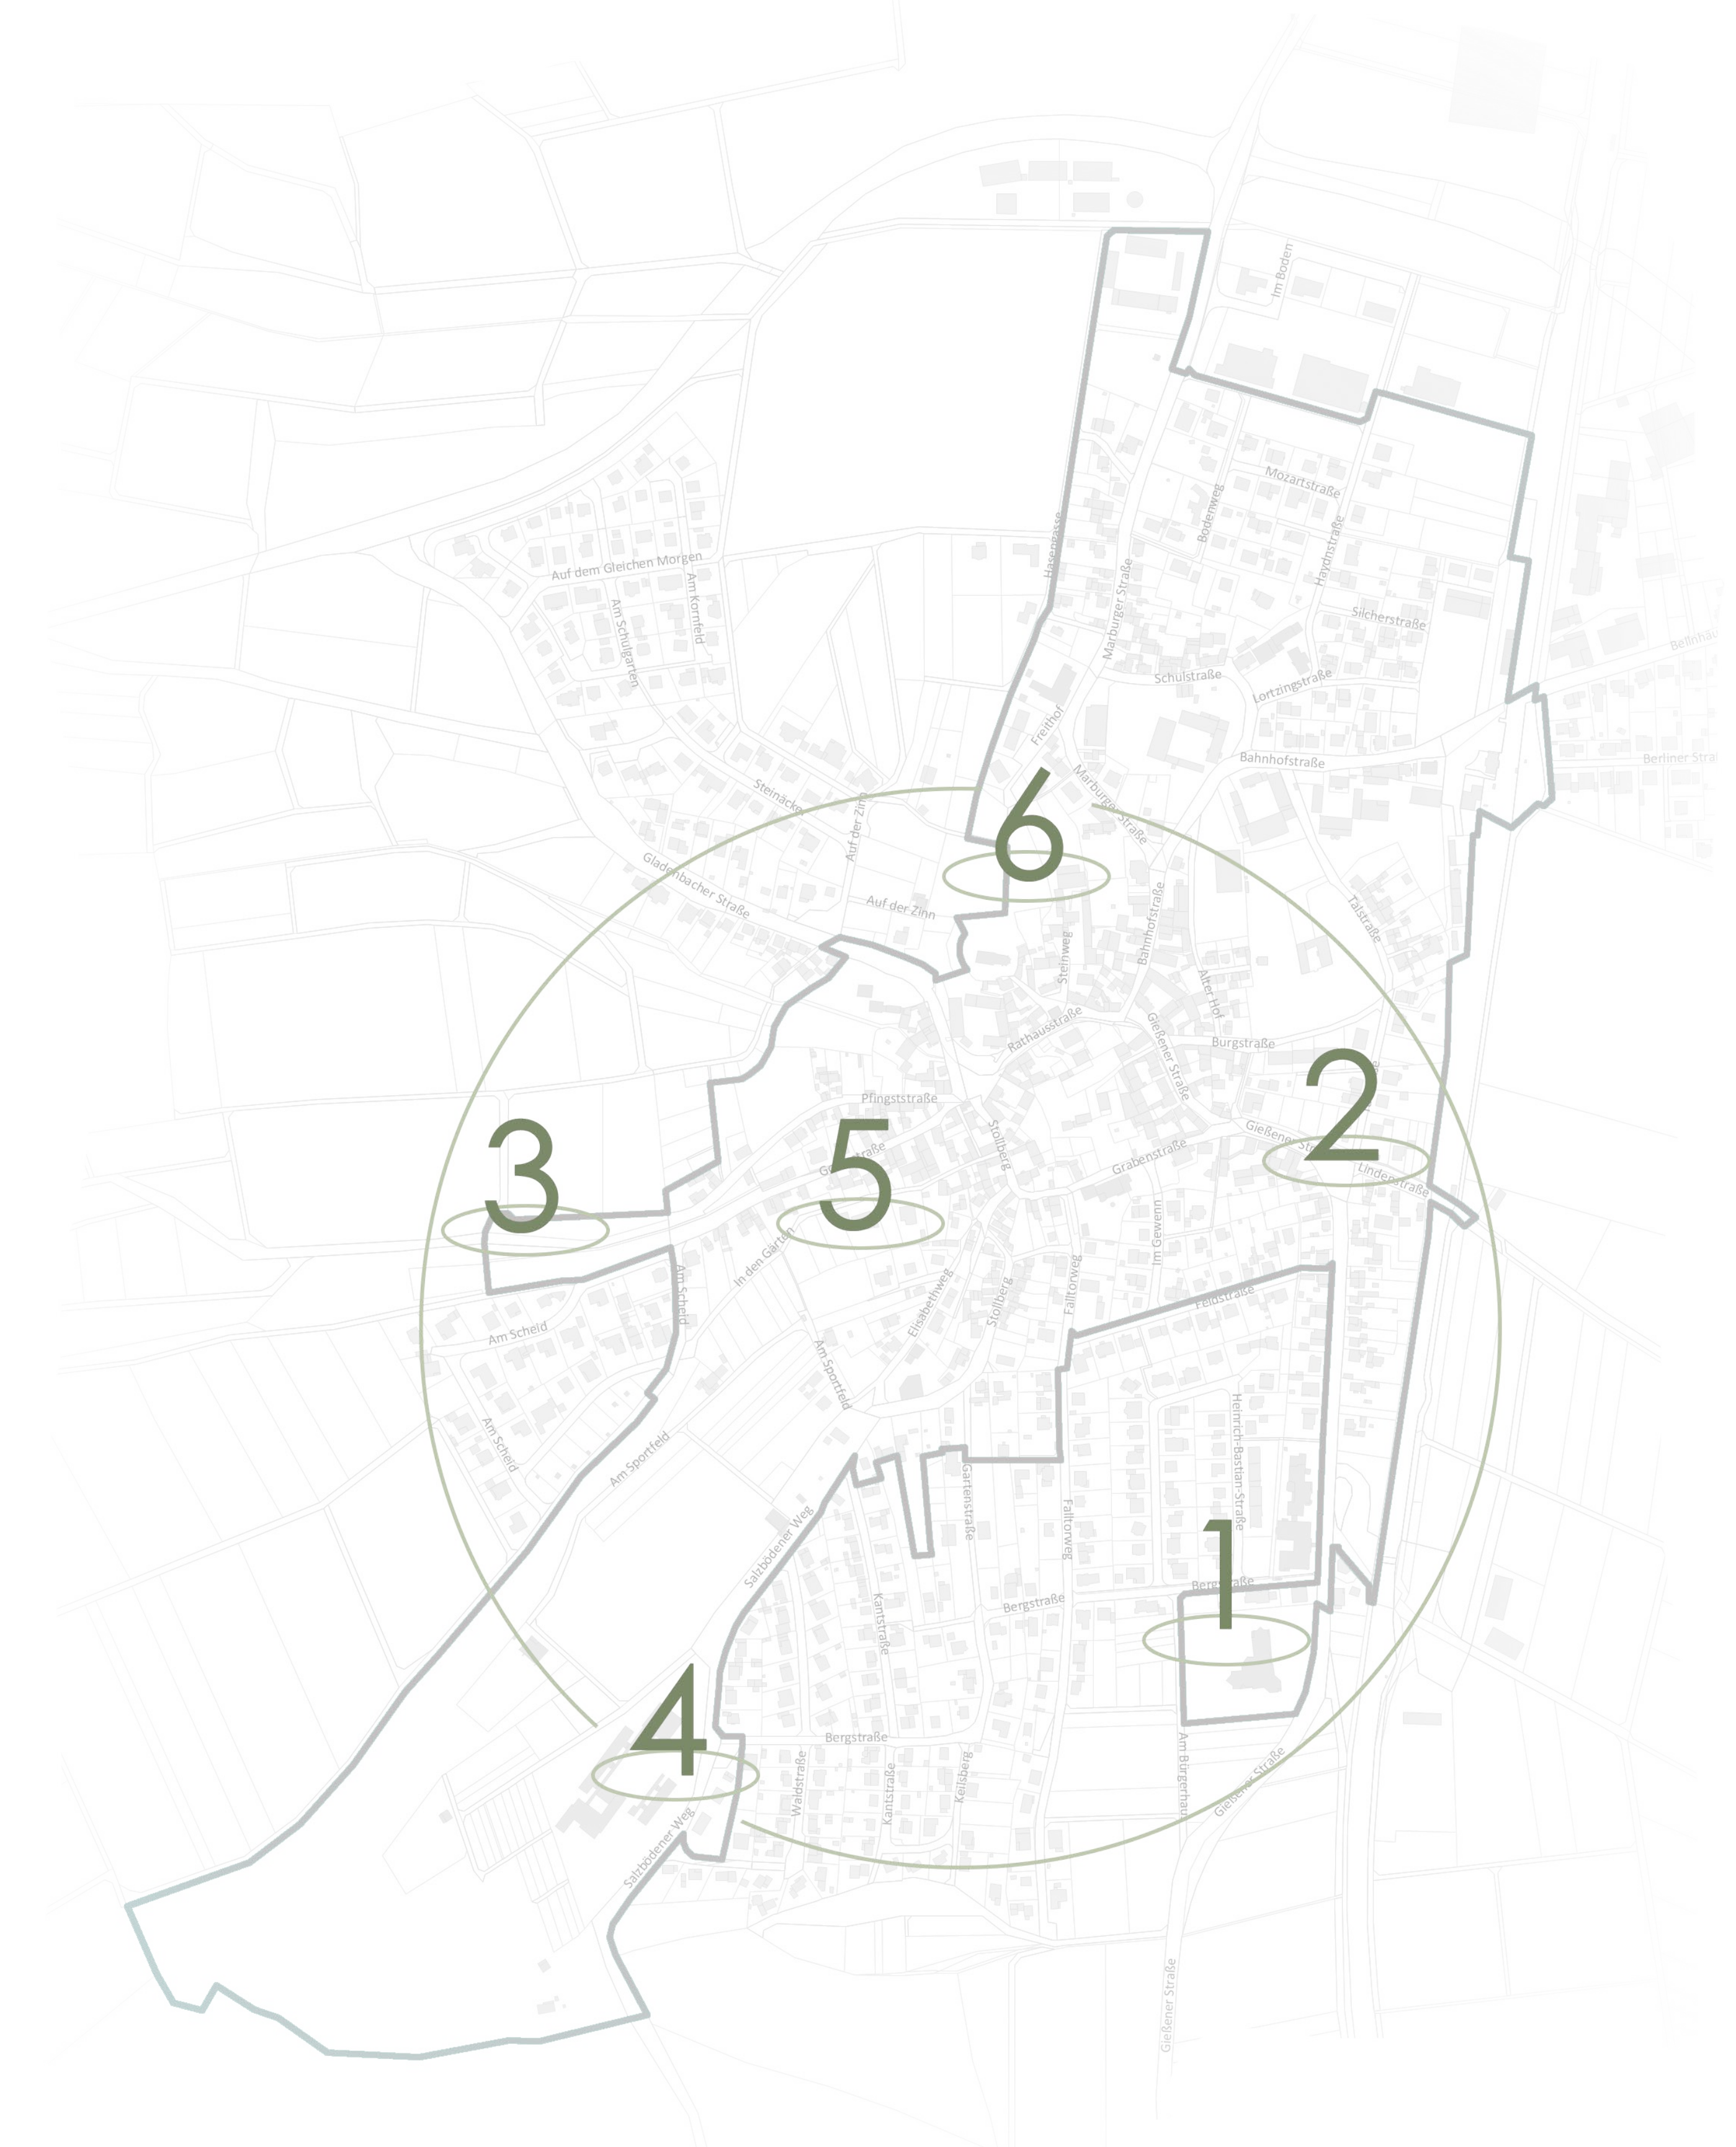 Im Boden
Mozartstraße
Bodenweg
Hasengasse
Haydnstraße
Auf dem Gleichen Morgen
Am Kornfeld
Marburger Straße
Am Schulgarten
Silcherstraße
Bellnhäu
Schulstraße
Lortzingstraße
Freithof
Bahnhofstraße
Berliner Stra
Marburger Straße
6
Steinäcker
Auf der Zinn
Gladenbacher Straße
Auf der Zinn
Bahnhofstraße
Talstraße
Steinweg
Alter Hof
Rathausstraße
Gießener Straße
Burgstraße
2
Pfingststraße
3
5
Stollberg
Grabenstraße
Gießener Str
Lindenstraße
In den Gärten
Im Gewenn
Am Scheid
Falltorweg
Elisabethweg
Stollberg
Feldstraße
Am Scheid
Am Sportfeld
Heinrich-Bastian-Straße
Am Scheid
Am Sportfeld
Gartenstraße
Falltorweg
Salzbödener Weg
1
Bergstraße
Kantstraße
Bergstraße
4
Bergstraße
Waldstraße
Kantstraße
Keilsberg
Am Bürgerhaus
Gießener Straße
Salzbödener Weg
Gießener Straße